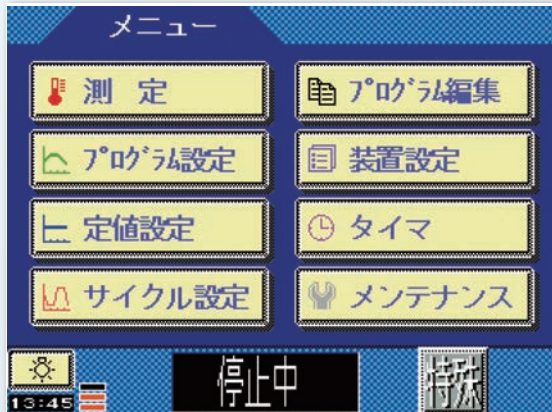 メニュー
測 定
ﾌﾟﾛｸﾞﾗﾑ編集
ﾌﾟﾛｸﾞﾗﾑ設定
装置設定
定値設定
タイマ
サイクル設定
メンテナンス
停止中
特殊
13:45